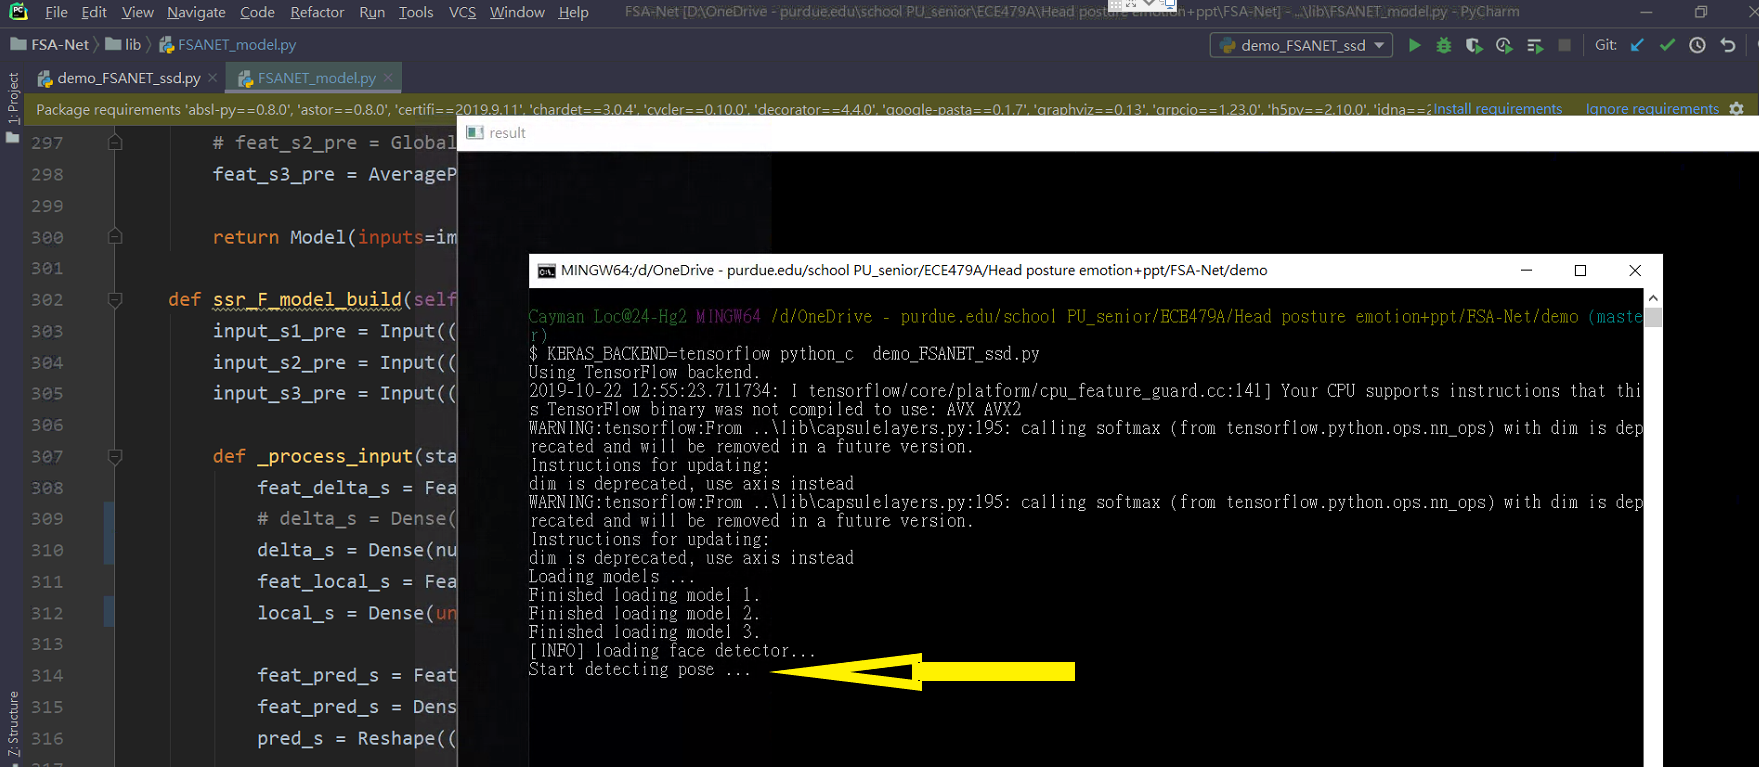 File Edit View Navigate Code Refactor Run Tools VCS Window Help FSA-Net [D:\OneDrive - purdue.edu\school PU_senior\ECE479A\Head posture emotion+ppt\FSA-Net] - ...\lib\FSANET_model.py - PyCharm
FSA-Net lib FSANET_model.py demo_FSANET_ssd Git:
demo_FSANET_ssd.py FSANET_model.py
Package requirements 'absl-py==0.8.0', 'astor==0.8.0', 'certifi==2019.9.11', 'chardet==3.0.4', 'cycler==0.10.0', 'decorator==4.4.0', 'google-pasta==0.1.7', 'graphviz==0.13', 'grpcio==1.23.0', 'h5py==2.10.0', 'idna==2 Install requirements Ignore requirements
1: Project
Z: Structure
297 # feat_s2_pre = Global
298 feat_s3_pre = AverageP
299
300 return Model(inputs=im
301
302 def ssr_F_model_build(self
303 input_s1_pre = Input((
304 input_s2_pre = Input((
305 input_s3_pre = Input((
306
307 def _process_input(sta
308 feat_delta_s = Fea
309 # delta_s = Dense(
310 delta_s = Dense(nu
311 feat_local_s = Fea
312 local_s = Dense(un
313
314 feat_pred_s = Feat
315 feat_pred_s = Dens
316 pred_s = Reshape((
result
MINGW64:/d/OneDrive - purdue.edu/school PU_senior/ECE479A/Head posture emotion+ppt/FSA-Net/demo
Cayman Loc@24-Hg2 MINGW64 /d/OneDrive - purdue.edu/school PU_senior/ECE479A/Head posture emotion+ppt/FSA-Net/demo (maste
r)
$ KERAS_BACKEND=tensorflow python_c demo_FSANET_ssd.py
Using TensorFlow backend.
2019-10-22 12:55:23.711734: I tensorflow/core/platform/cpu_feature_guard.cc:141] Your CPU supports instructions that thi
s TensorFlow binary was not compiled to use: AVX AVX2
WARNING:tensorflow:From ..\lib\capsulelayers.py:195: calling softmax (from tensorflow.python.ops.nn_ops) with dim is dep
recated and will be removed in a future version.
Instructions for updating:
dim is deprecated, use axis instead
WARNING:tensorflow:From ..\lib\capsulelayers.py:195: calling softmax (from tensorflow.python.ops.nn_ops) with dim is dep
recated and will be removed in a future version.
Instructions for updating:
dim is deprecated, use axis instead
Loading models ...
Finished loading model 1.
Finished loading model 2.
Finished loading model 3.
[INFO] loading face detector...
Start detecting pose ...